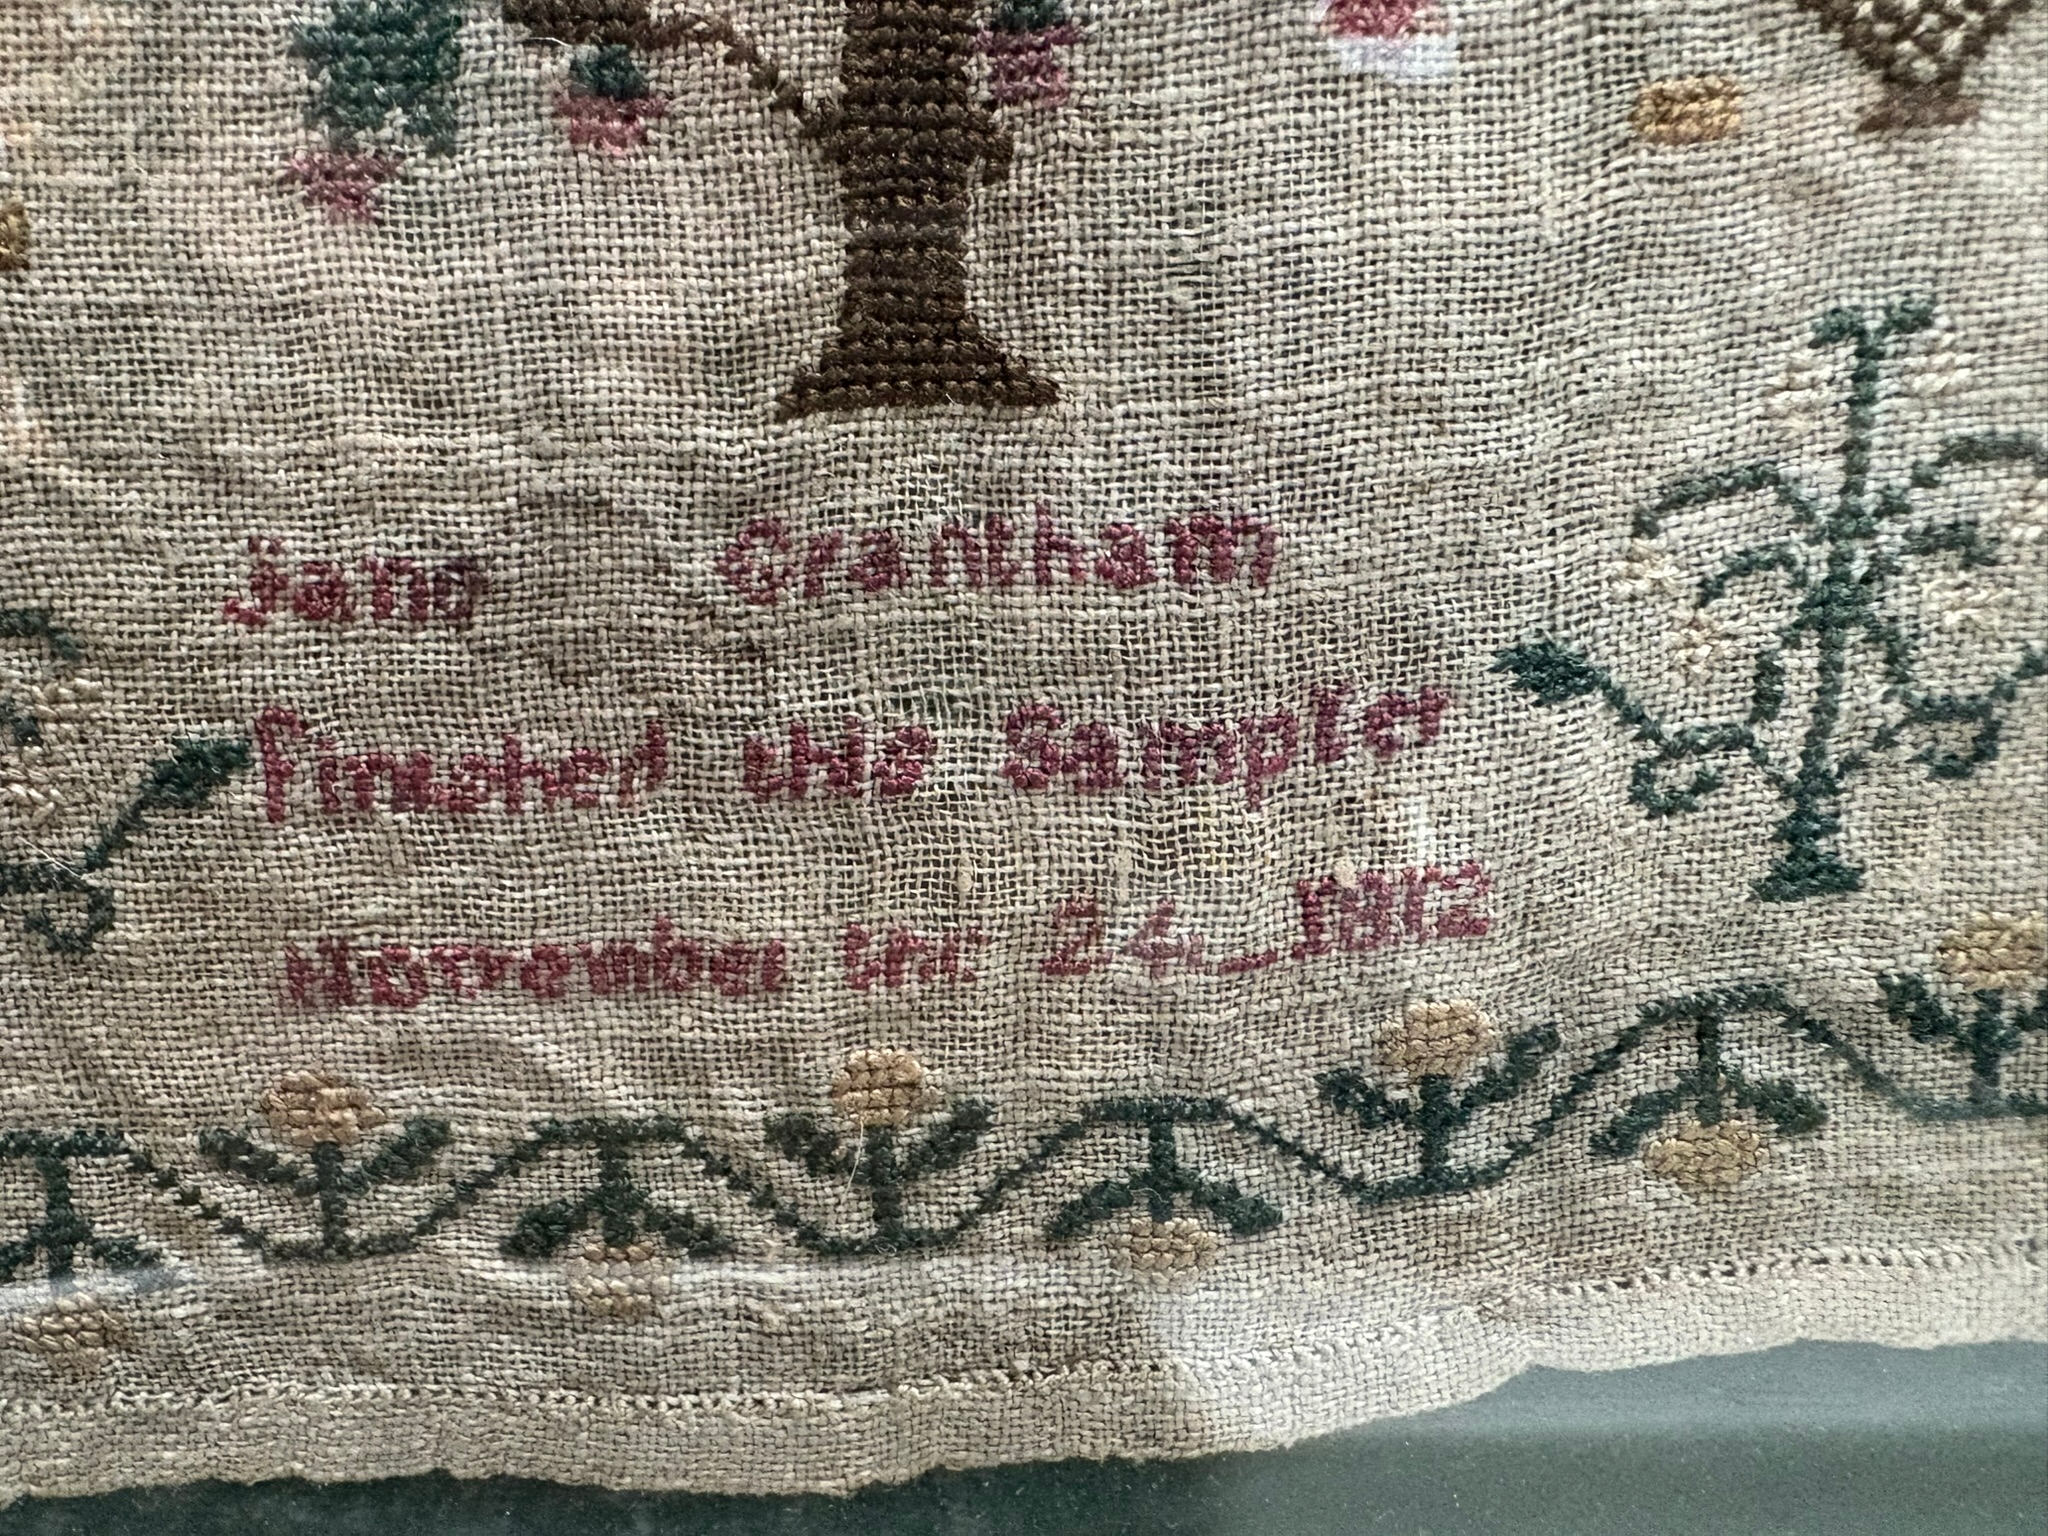 Jane Grantham
finished this Sampler
November the 24 1812